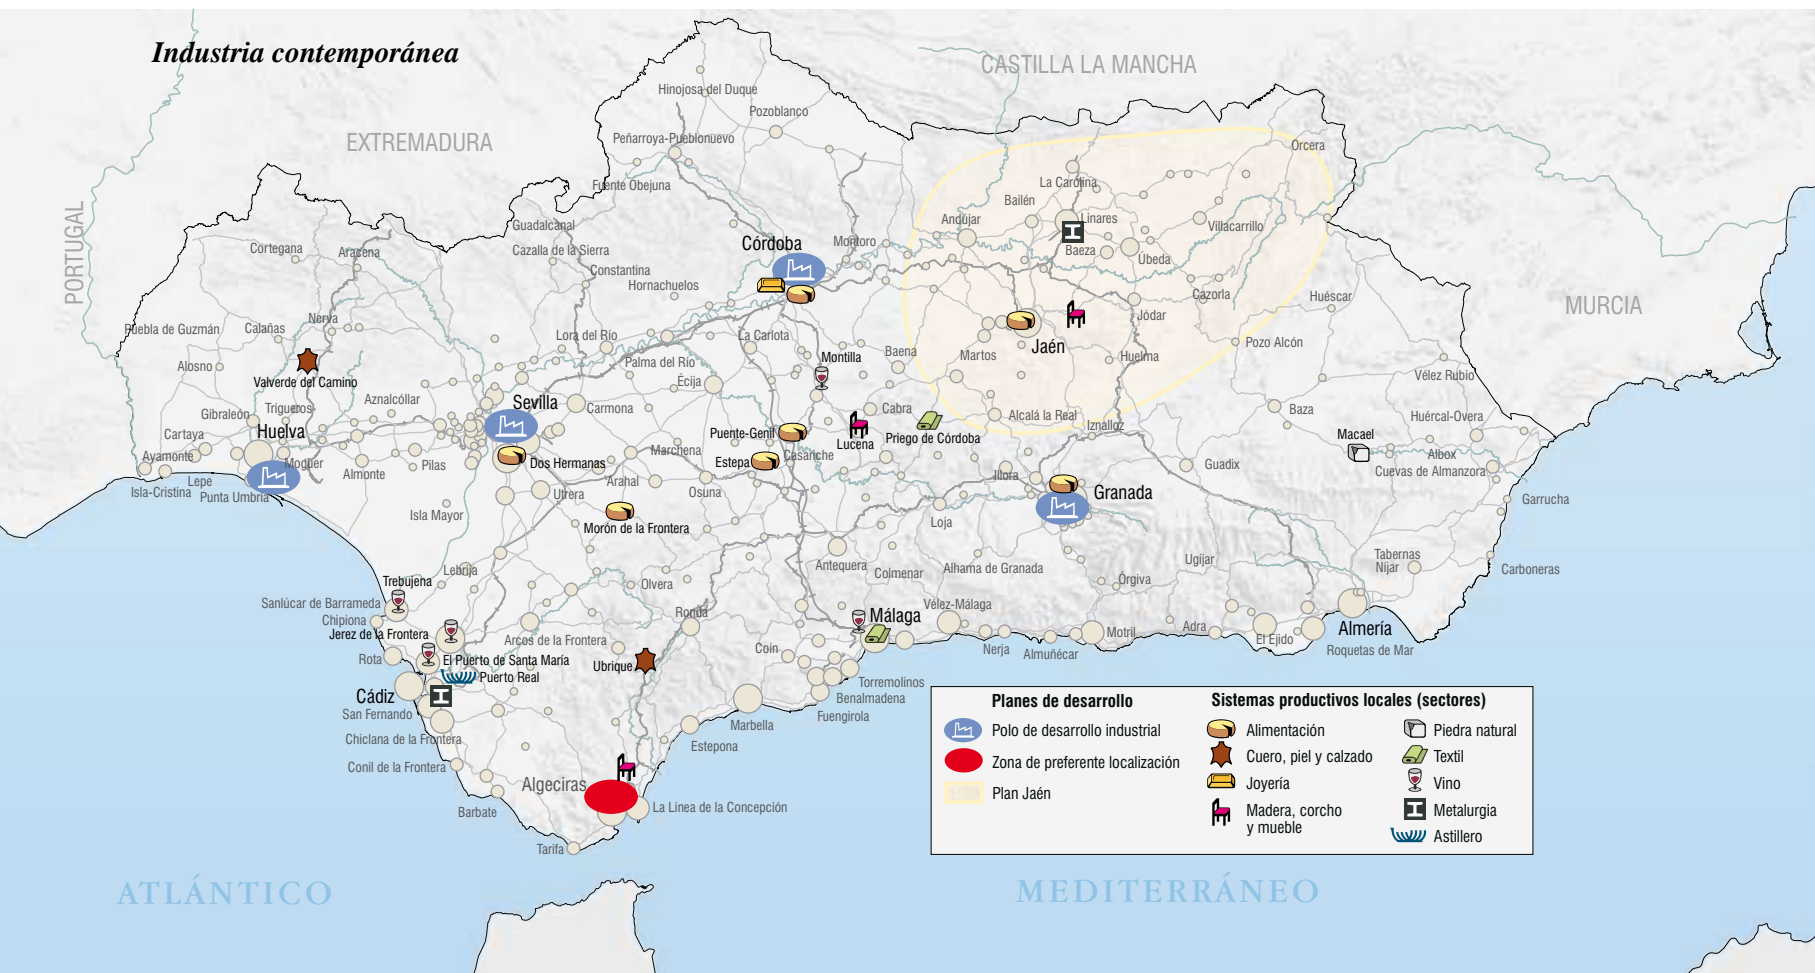 Industria contemporánea
CASTILLA LA MANCHA
EXTREMADURA
PORTUGAL
MURCIA
Hinojosa del Duque
Pozoblanco
Peñarroya-Pueblonuevo
Fuente Obejuna
Orcera
La Carolina
Bailén
Linares
Andújar
Villacarrillo
Baeza
Úbeda
Guadalcanal
Cazalla de la Sierra
Constantina
Hornachuelos
Córdoba
Montoro
Cortegana
Aracena
Cazorla
Huéscar
Jódar
Nerva
Puebla de Guzmán
Calañas
Lora del Río
La Carlota
Jaén
Pozo Alcón
Montilla
Baena
Martos
Huelma
Alosno
Valverde del Camino
Palma del Río
Écija
Vélez Rubio
Aznalcóllar
Sevilla
Carmona
Gibraleón
Trigueros
Cabra
Alcalá la Real
Iznalloz
Baza
Huércal-Overa
Huelva
Cartaya
Puente-Genil
Lucena
Priego de Córdoba
Macael
Ayamonte
Moguer
Almonte
Pilas
Dos Hermanas
Marchena
Estepa
Casariche
Albox
Guadix
Cuevas de Almanzora
Lepe
Isla-Cristina
Punta Umbría
Utrera
Arahal
Osuna
Illora
Granada
Garrucha
Isla Mayor
Morón de la Frontera
Loja
Tabernas
Níjar
Carboneras
Ugíjar
Antequera
Colmenar
Alhama de Granada
Órgiva
Lebrija
Trebujena
Olvera
Sanlúcar de Barrameda
Chipiona
Ronda
Málaga
Vélez-Málaga
Jerez de la Frontera
Arcos de la Frontera
Motril
Adra
El Ejido
Almería
Roquetas de Mar
Nerja
Almuñécar
Coín
Rota
El Puerto de Santa María
Ubrique
Puerto Real
Torremolinos
Benalmadena
Fuengirola
Cádiz
San Fernando
Marbella
Chiclana de la Frontera
Estepona
Conil de la Frontera
Algeciras
La Línea de la Concepción
Barbate
Tarifa
ATLÁNTICO
MEDITERRÁNEO
Planes de desarrollo
Polo de desarrollo industrial
Zona de preferente localización
Plan Jaén
Sistemas productivos locales (sectores)
Alimentación
Cuero, piel y calzado
Joyería
Madera, corcho
y mueble
Piedra natural
Textil
Vino
Metalurgia
Astillero